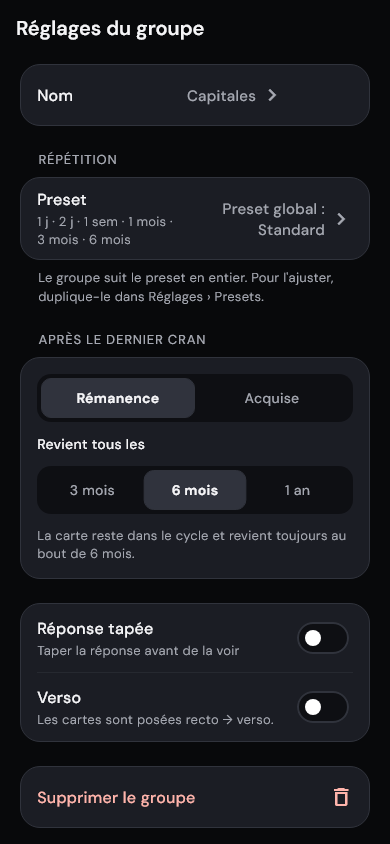 Réglages du groupe
Nom
Capitales
RÉPÉTITION
Preset
1 j · 2 j · 1 sem · 1 mois ·
3 mois · 6 mois
Preset global :
Standard
Le groupe suit le preset en entier. Pour l'ajuster,
duplique-le dans Réglages › Presets.
APRÈS LE DERNIER CRAN
Rémanence
Acquise
Revient tous les
3 mois
6 mois
1 an
La carte reste dans le cycle et revient toujours au
bout de 6 mois.
Réponse tapée
Taper la réponse avant de la voir
Verso
Les cartes sont posées recto → verso.
Supprimer le groupe